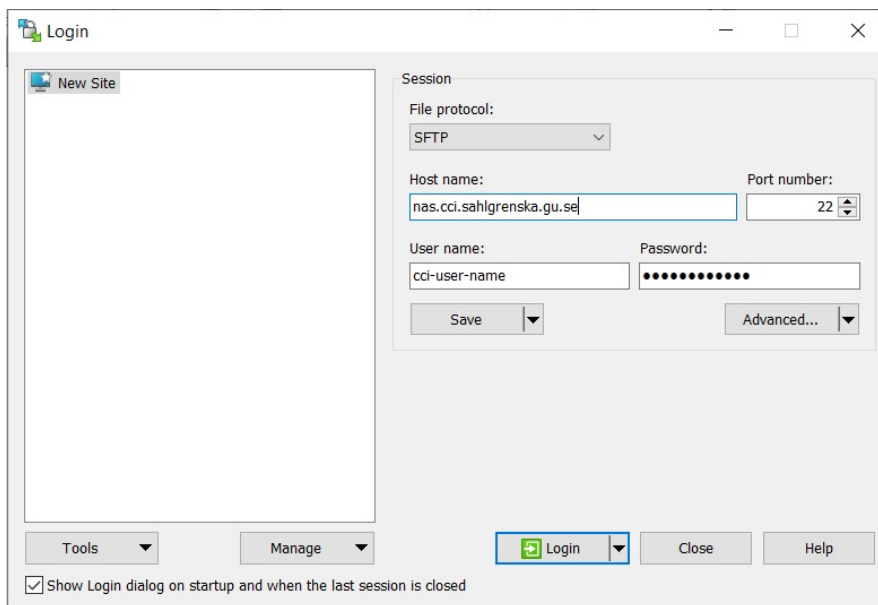 Login
New Site
Session
File protocol:
SFTP
Host name: Port number:
nas.cci.sahlgrenska.gu.se 22
User name: Password:
cci-user-name ●●●●●●●●●●●●
Save Advanced...
Tools Manage Login Close Help
Show Login dialog on startup and when the last session is closed